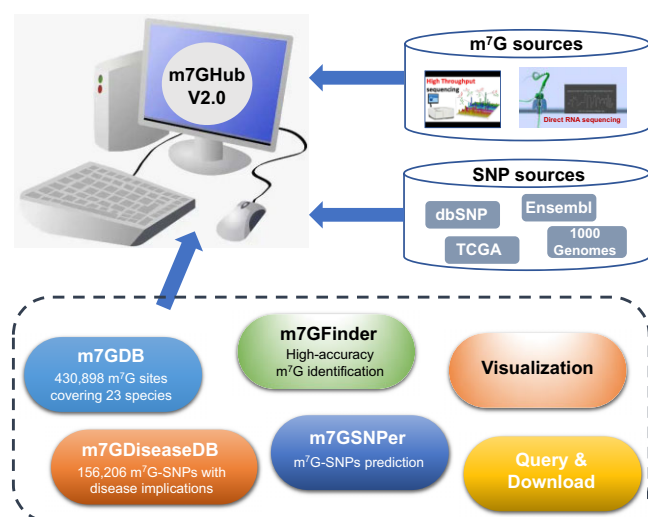 m⁷G sources
m7GHub
V2.0
High Throughput
sequencing
Direct RNA sequencing
SNP sources
dbSNP
Ensembl
TCGA
1000
Genomes
m7GDB
430,898 m⁷G sites
covering 23 species
m7GFinder
High-accuracy
m⁷G identification
Visualization
m7GDiseaseDB
156,206 m⁷G-SNPs with
disease implications
m7GSNPer
m⁷G-SNPs prediction
Query &
Download